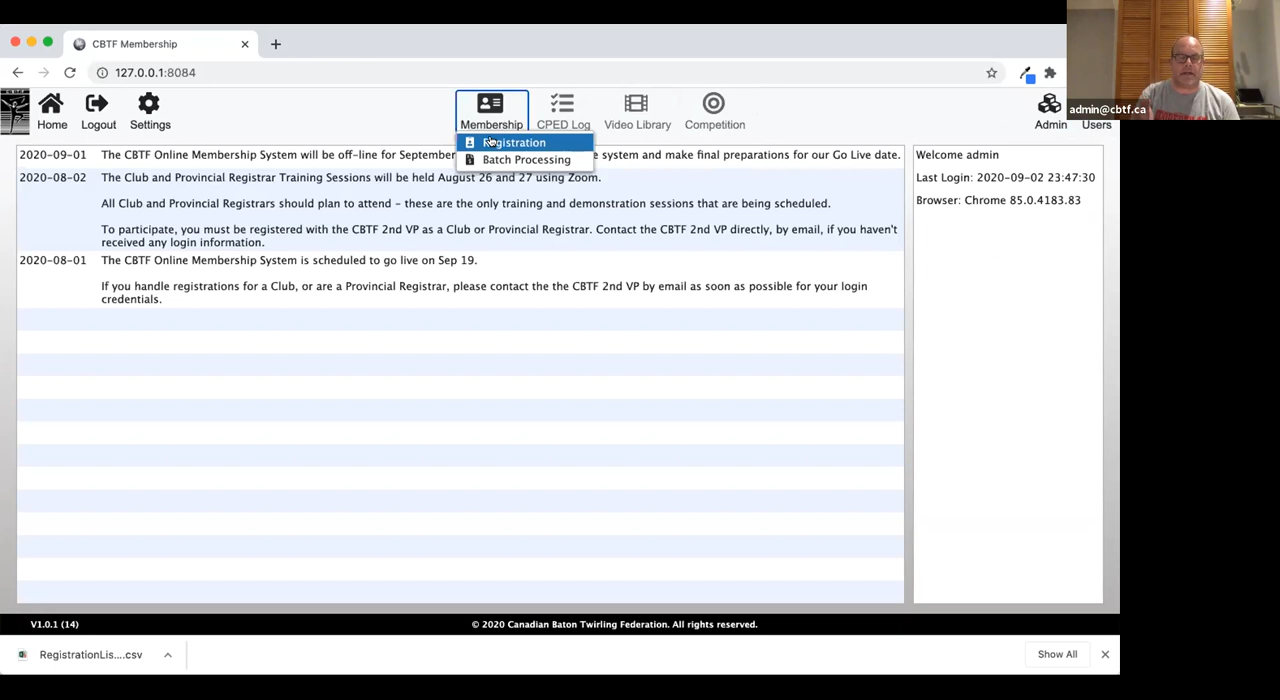 CBTF Membership
127.0.0.1:8084
admin@cbtf.ca
Home
Logout
Settings
Membership
CPED Log
Video Library
Competition
Admin
Users
Registration
Batch Processing
2020-09-01 The CBTF Online Membership System will be off-line for September system and make final preparations for our Go Live date.
2020-08-02 The Club and Provincial Registrar Training Sessions will be held August 26 and 27 using Zoom.
All Club and Provincial Registrars should plan to attend - these are the only training and demonstration sessions that are being scheduled.
To participate, you must be registered with the CBTF 2nd VP as a Club or Provincial Registrar. Contact the CBTF 2nd VP directly, by email, if you haven't
received any login information.
2020-08-01 The CBTF Online Membership System is scheduled to go live on Sep 19.
If you handle registrations for a Club, or are a Provincial Registrar, please contact the the CBTF 2nd VP by email as soon as possible for your login
credentials.
Welcome admin
Last Login: 2020-09-02 23:47:30
Browser: Chrome 85.0.4183.83
V1.0.1 (14)
© 2020 Canadian Baton Twirling Federation. All rights reserved.
RegistrationLis....csv
Show All